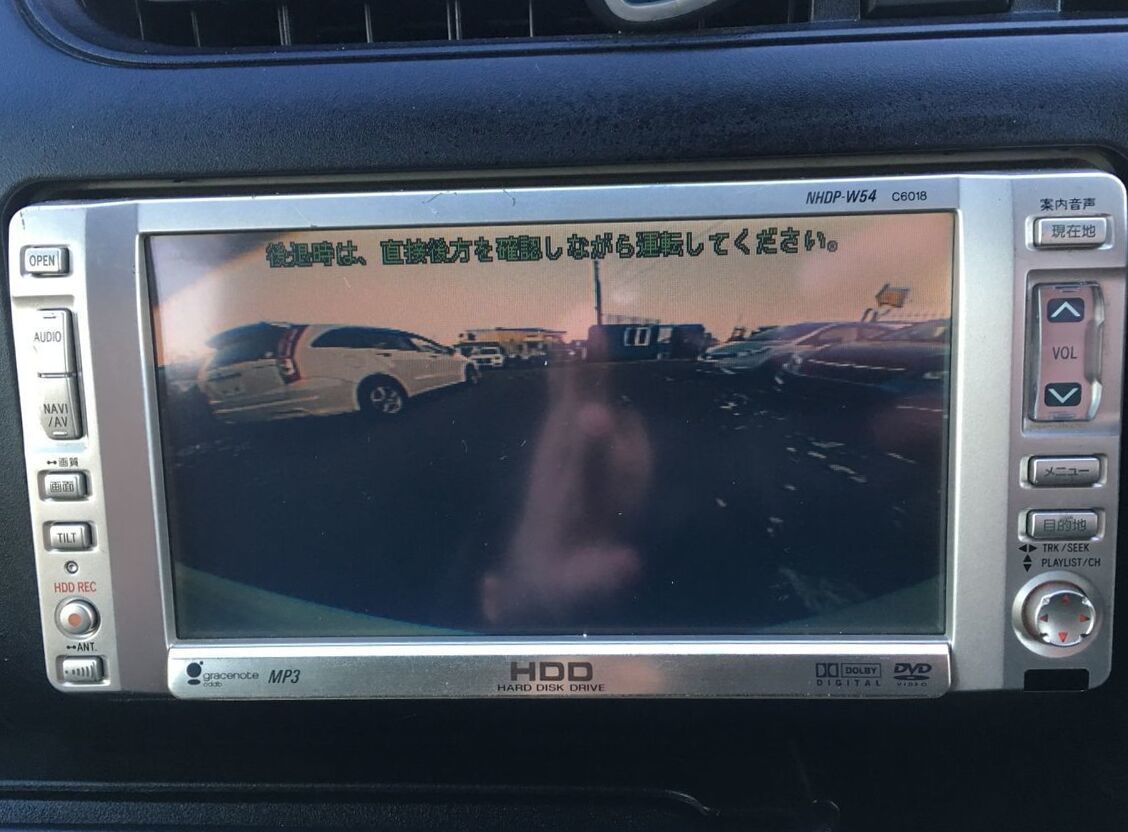 NHDP-W54 C6018
後退時は、直接後方を確認しながら運転してください。
OPEN
AUDIO
NAVI
/AV
画質
画面
TILT
HDD REC
ANT.
案内音声
現在地
VOL
メニュー
目的地
TRK/SEEK
PLAYLIST/CH
gracenote
cddb
MP3
HDD
HARD DISK DRIVE
DOLBY
DIGITAL
DVD
VIDEO